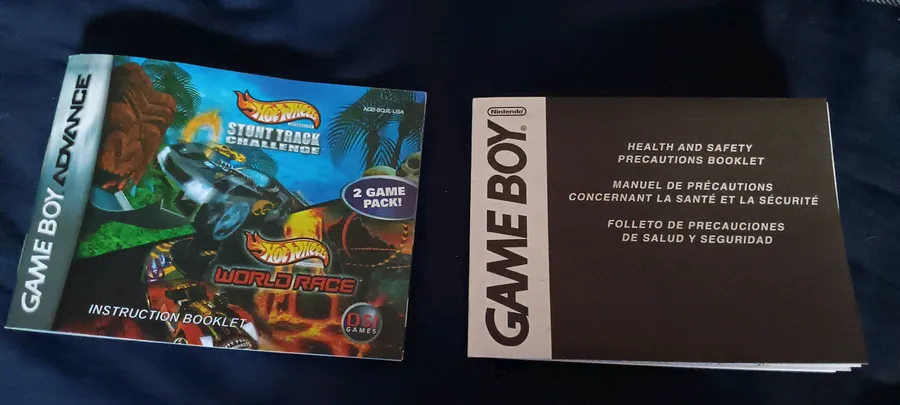 GAME BOY ADVANCE
HOT WHEELS
STUNT TRACK
CHALLENGE
AGB-BQJE-USA
2 GAME
PACK!
HOT WHEELS
WORLD RACE
INSTRUCTION BOOKLET
DSI
GAMES
Nintendo
GAME BOY
HEALTH AND SAFETY
PRECAUTIONS BOOKLET
MANUEL DE PRÉCAUTIONS
CONCERNANT LA SANTÉ ET LA SÉCURITÉ
FOLLETO DE PRECAUCIONES
DE SALUD Y SEGURIDAD